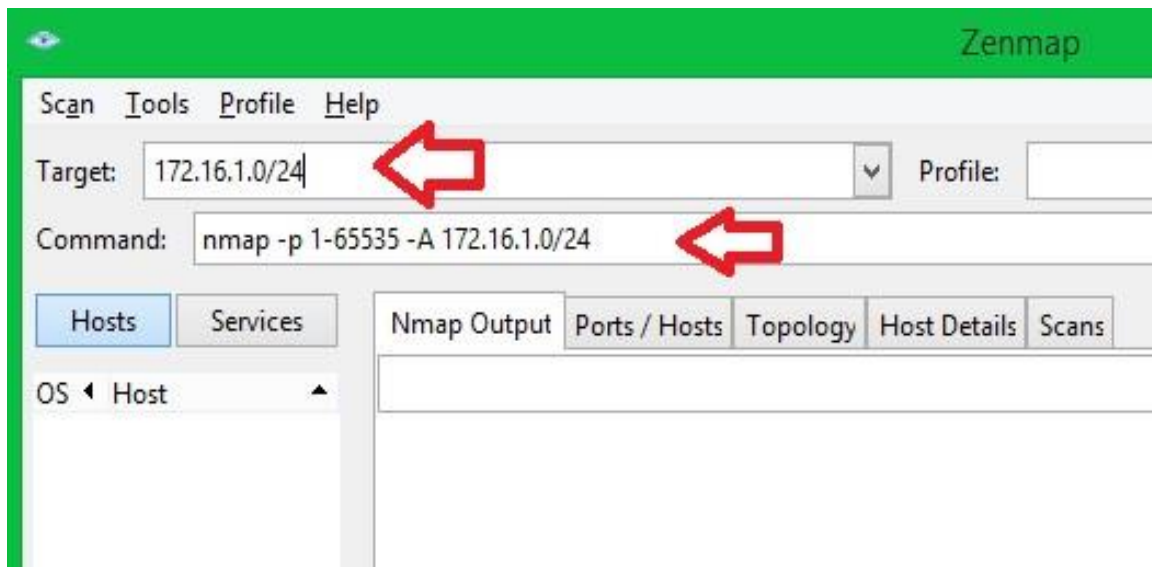 Zenmap
Scan Tools Profile Help
Target: 172.16.1.0/24 Profile:
Command: nmap -p 1-65535 -A 172.16.1.0/24
Hosts Services Nmap Output Ports / Hosts Topology Host Details Scans
OS Host